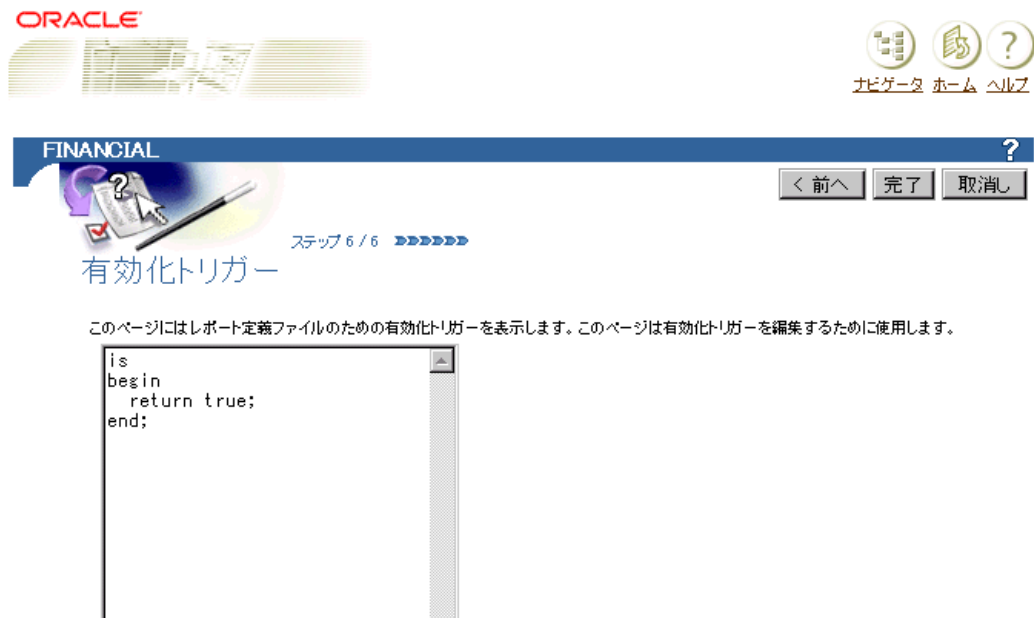 ORACLE
ナビゲータ ホーム ヘルプ
FINANCIAL ?
< 前へ 完了 取消し
ステップ 6 / 6
有効化トリガー
このページにはレポート定義ファイルのための有効化トリガーを表示します。このページは有効化トリガーを編集するために使用します。
is
begin
  return true;
end;